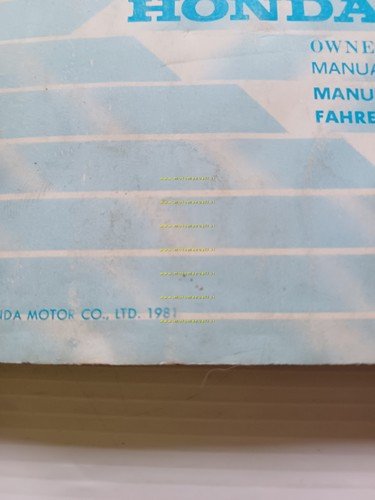 HONDA
OWNE
MANUA
MANU
FAHRE
NDA MOTOR CO., LTD. 1981